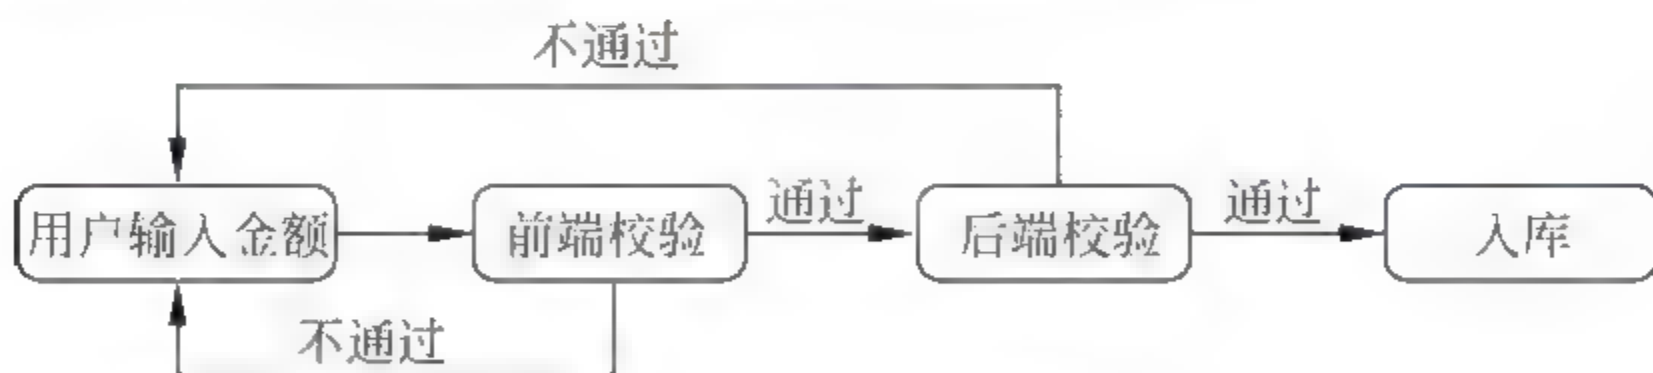 不通过
用户输入金额
前端校验
通过
后端校验
通过
入库
不通过